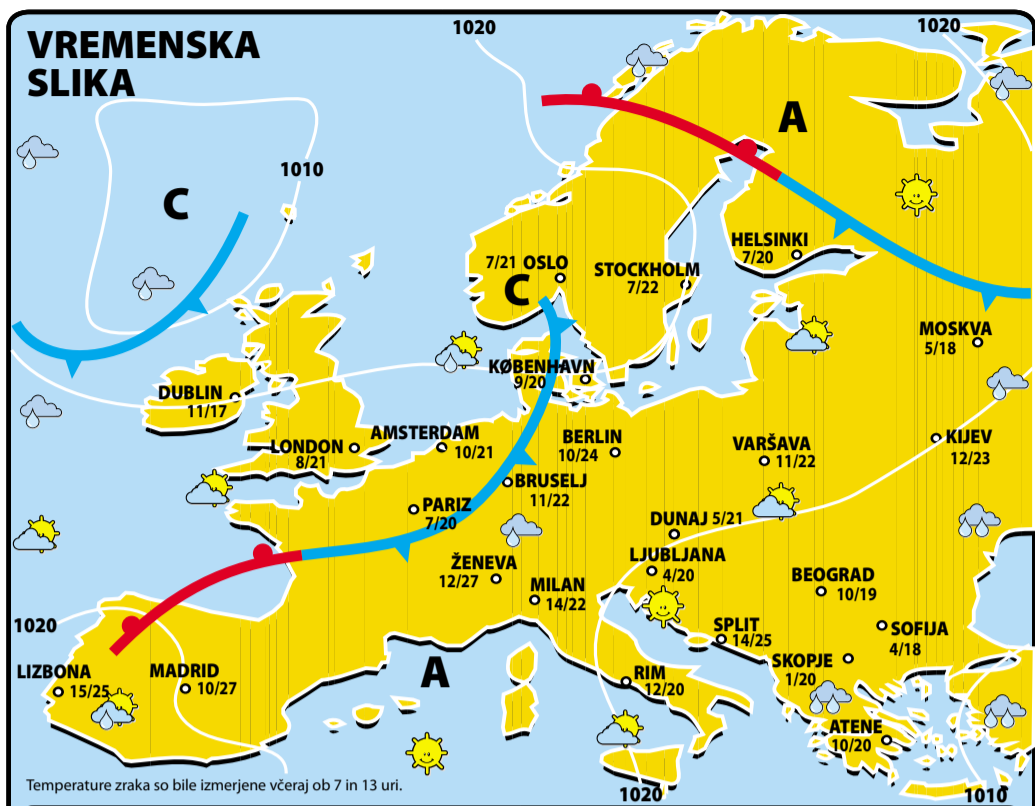 VREMENSKA
SLIKA
1020
1020
A
1010
C
HELSINKI
7/20
7/21 OSLO
STOCKHOLM
7/22
C
MOSKVA
5/18
KØBENHAVN
9/20
DUBLIN
11/17
LONDON
8/21
AMSTERDAM
10/21
BERLIN
10/24
VARŠAVA
11/22
KIJEV
12/23
BRUSELJ
11/22
PARIZ
7/20
DUNAJ 5/21
LJUBLJANA
4/20
ŽENEVA
12/27
MILAN
14/22
BEOGRAD
10/19
1020
SPLIT
14/25
SOFIJA
4/18
SKOPJE
1/20
LIZBONA
15/25
MADRID
10/27
A
RIM
12/20
ATENE
10/20
Temperature zraka so bile izmerjene včeraj ob 7 in 13 uri.
1020
1010